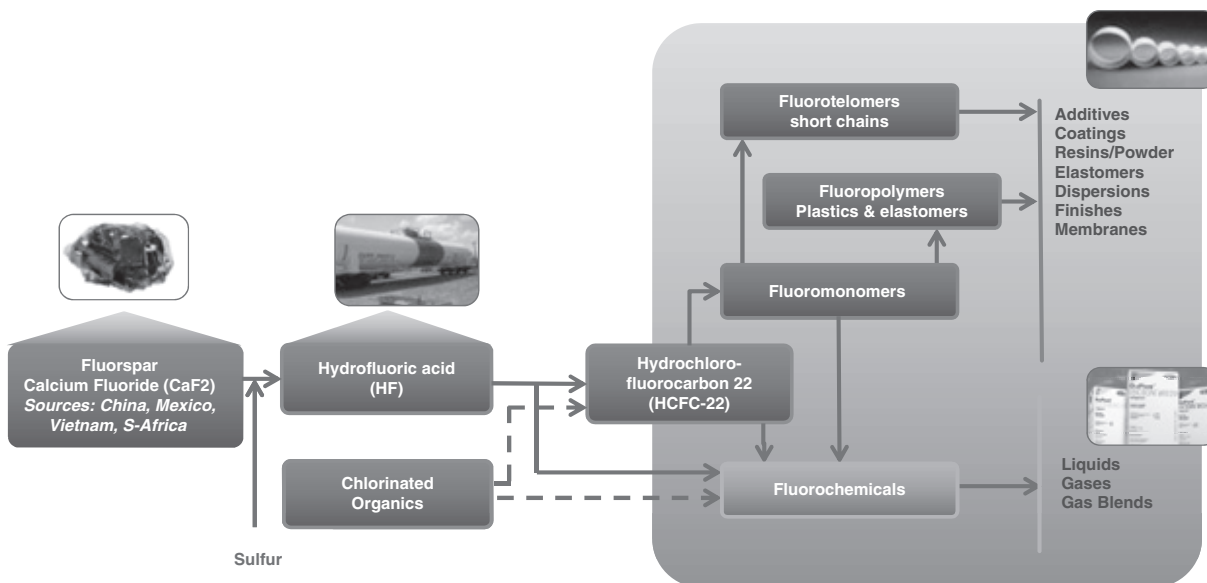 Fluorspar
Calcium Fluoride (CaF2)
Sources: China, Mexico,
Vietnam, S-Africa
Sulfur
Hydrofluoric acid
(HF)
Chlorinated
Organics
Hydrochloro-
fluorocarbon 22
(HCFC-22)
Fluorotelomers
short chains
Fluoropolymers
Plastics & elastomers
Fluoromonomers
Fluorochemicals
Additives
Coatings
Resins/Powder
Elastomers
Dispersions
Finishes
Membranes
Liquids
Gases
Gas Blends